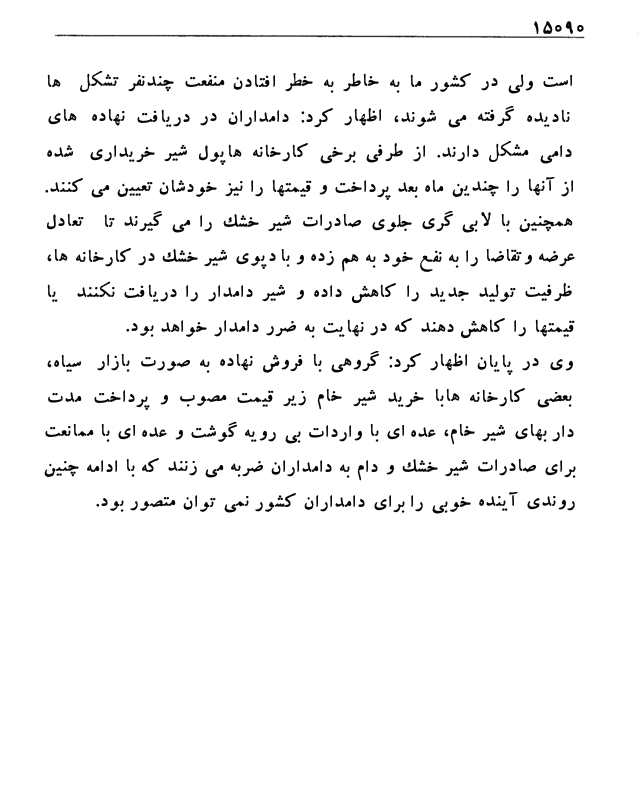 ۱۵۰۹۰
است ولی در کشور ما به خاطر به خطر افتادن منفعت چندنفر تشکل ها
نادیده گرفته می شوند، اظهار کرد: دامداران در دریافت نهاده های
دامی مشکل دارند. از طرفی برخی کارخانه هاپول شیر خریداری شده
از آنها را چندین ماه بعد پرداخت و قیمتها را نیز خودشان تعیین می کنند.
همچنین با لابی گری جلوی صادرات شیر خشك را می گیرند تا تعادل
عرضه وتقاضا را به نفع خود به هم زده و با دپوی شیر خشك در کارخانه ها،
ظرفیت تولید جدید را کاهش داده و شیر دامدار را دریافت نکنند یا
قیمتها را کاهش دهند که در نهایت به ضرر دامدار خواهد بود.
وی در پایان اظهار کرد: گروهی با فروش نهاده به صورت بازار سیاه،
بعضی کارخانه هابا خرید شیر خام زیر قیمت مصوب و پرداخت مدت
دار بهای شیر خام، عده ای با واردات بی رویه گوشت و عده ای با ممانعت
برای صادرات شیر خشك و دام به دامداران ضربه می زنند که با ادامه چنین
روندی آینده خوبی را برای دامداران کشور نمی توان متصور بود.